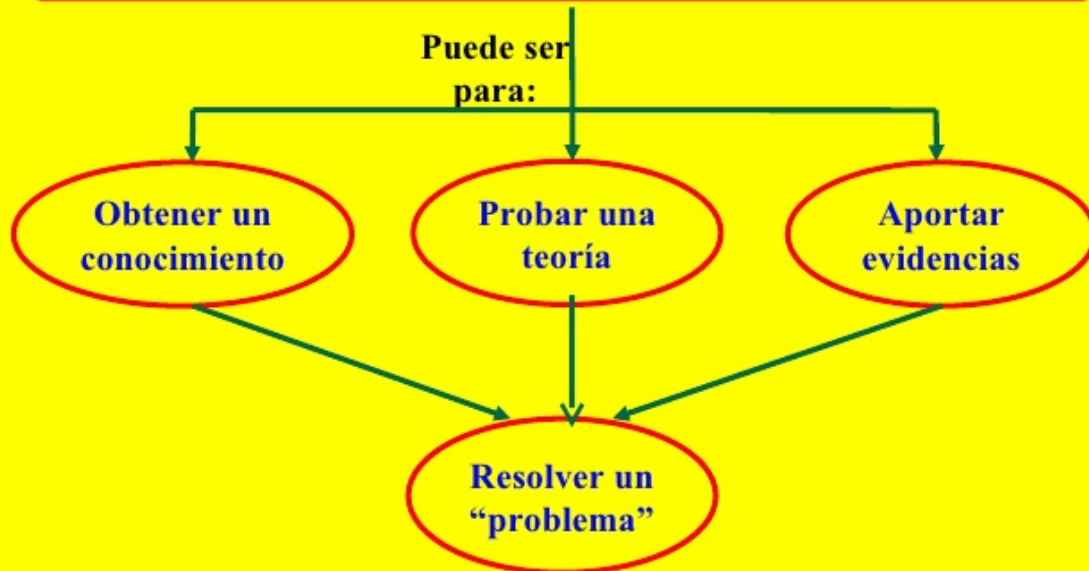 Puede ser
para:
Obtener un
conocimiento
Probar una
teoría
Aportar
evidencias
Resolver un
“problema”